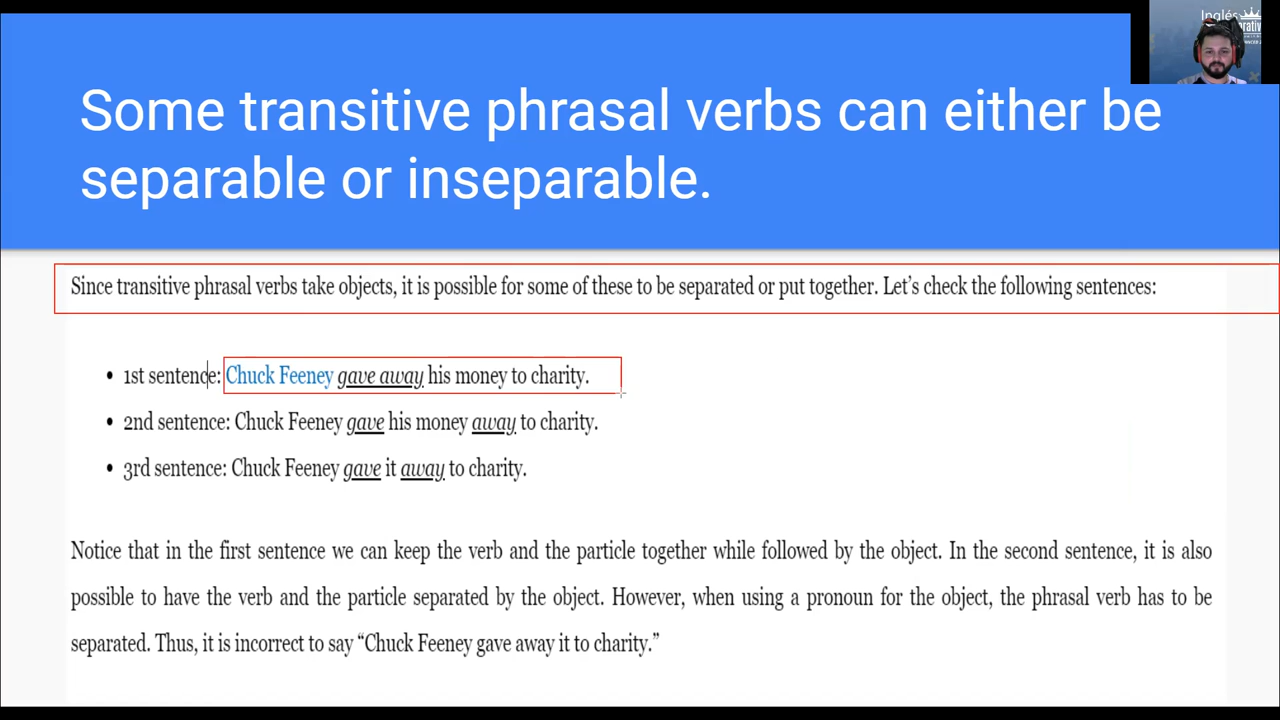 Inglés
Some transitive phrasal verbs can either be
separable or inseparable.
Since transitive phrasal verbs take objects, it is possible for some of these to be separated or put together. Let's check the following sentences:
• 1st sentence: Chuck Feeney gave away his money to charity.
• 2nd sentence: Chuck Feeney gave his money away to charity.
• 3rd sentence: Chuck Feeney gave it away to charity.
Notice that in the first sentence we can keep the verb and the particle together while followed by the object. In the second sentence, it is also
possible to have the verb and the particle separated by the object. However, when using a pronoun for the object, the phrasal verb has to be
separated. Thus, it is incorrect to say “Chuck Feeney gave away it to charity.”